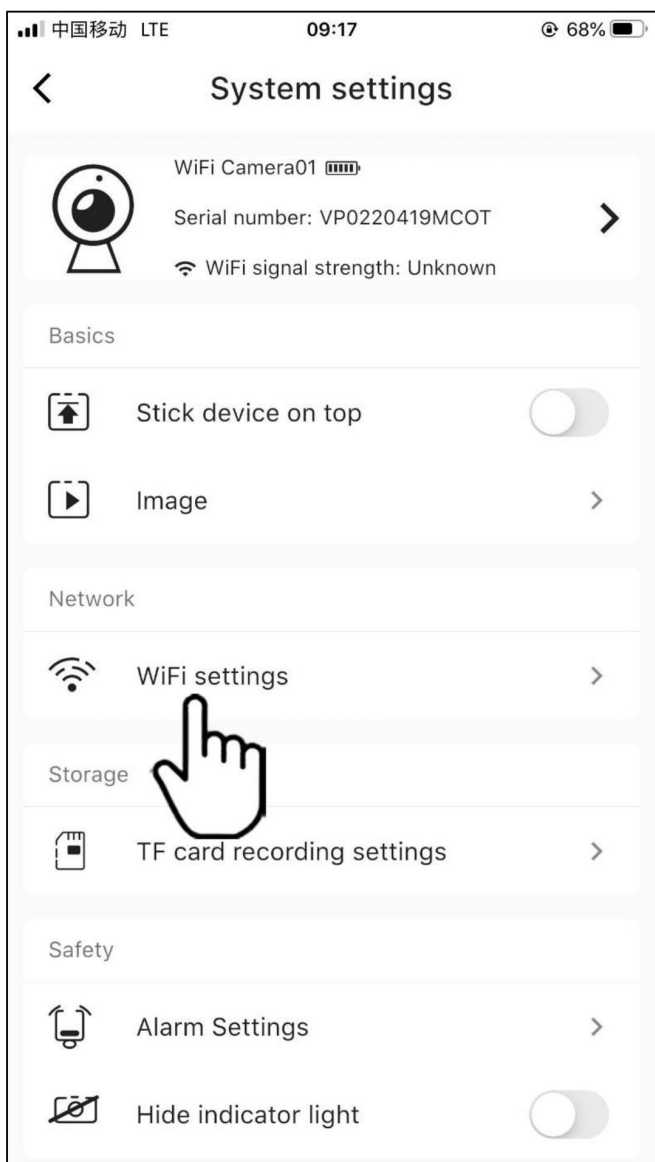 中国移动 LTE 09:17 68%
System settings
WiFi Camera01
Serial number: VP0220419MCOT
WiFi signal strength: Unknown
Basics
Stick device on top
Image
Network
WiFi settings
Storage
TF card recording settings
Safety
Alarm Settings
Hide indicator light